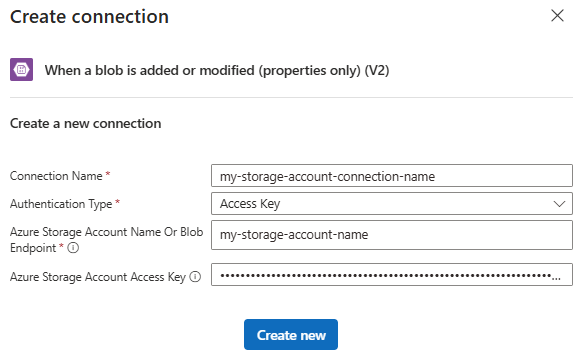 Create connection
When a blob is added or modified (properties only) (V2)
Create a new connection
Connection Name *
my-storage-account-connection-name
Authentication Type *
Access Key
Azure Storage Account Name Or Blob
Endpoint *
my-storage-account-name
Azure Storage Account Access Key
••••••••••••••••••••••••••••••••••••••••••••••••••••••••••••••••••••••...
Create new